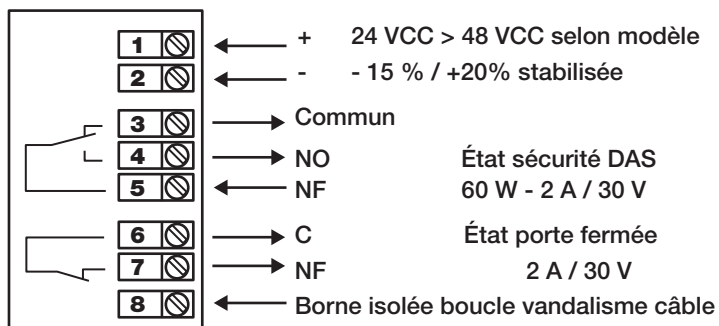 1 + 24 VCC > 48 VCC selon modèle
2 - - 15 % / +20% stabilisée
3 Commun
4 NO État sécurité DAS
5 NF 60 W - 2 A / 30 V
6 C État porte fermée
7 NF 2 A / 30 V
8 Borne isolée boucle vandalisme câble